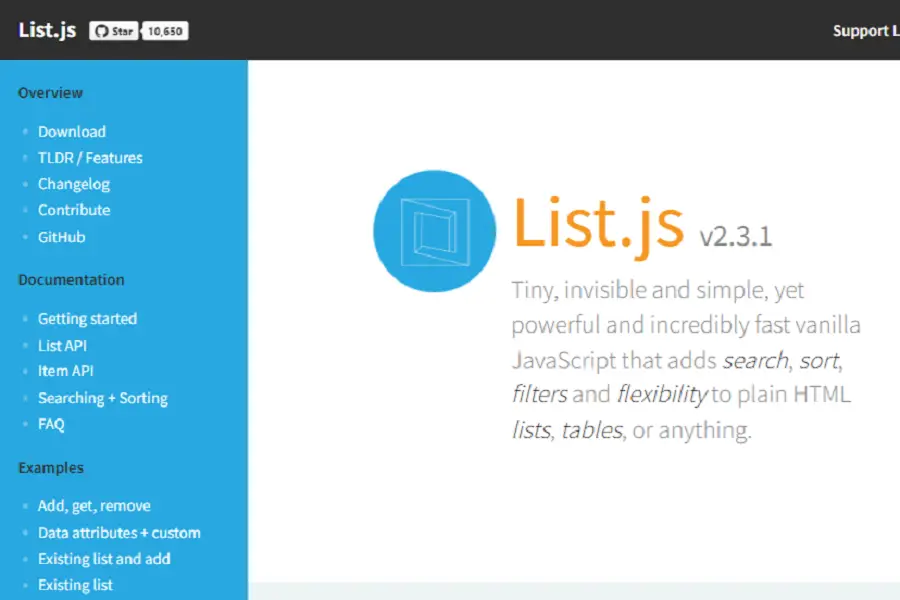 List.js Star 10,650
Support L
Overview
Download
TLDR / Features
Changelog
Contribute
GitHub
Documentation
Getting started
List API
Item API
Searching + Sorting
FAQ
Examples
Add, get, remove
Data attributes + custom
Existing list and add
Existing list
List.js v2.3.1
Tiny, invisible and simple, yet
powerful and incredibly fast vanilla
JavaScript that adds search, sort,
filters and flexibility to plain HTML
lists, tables, or anything.